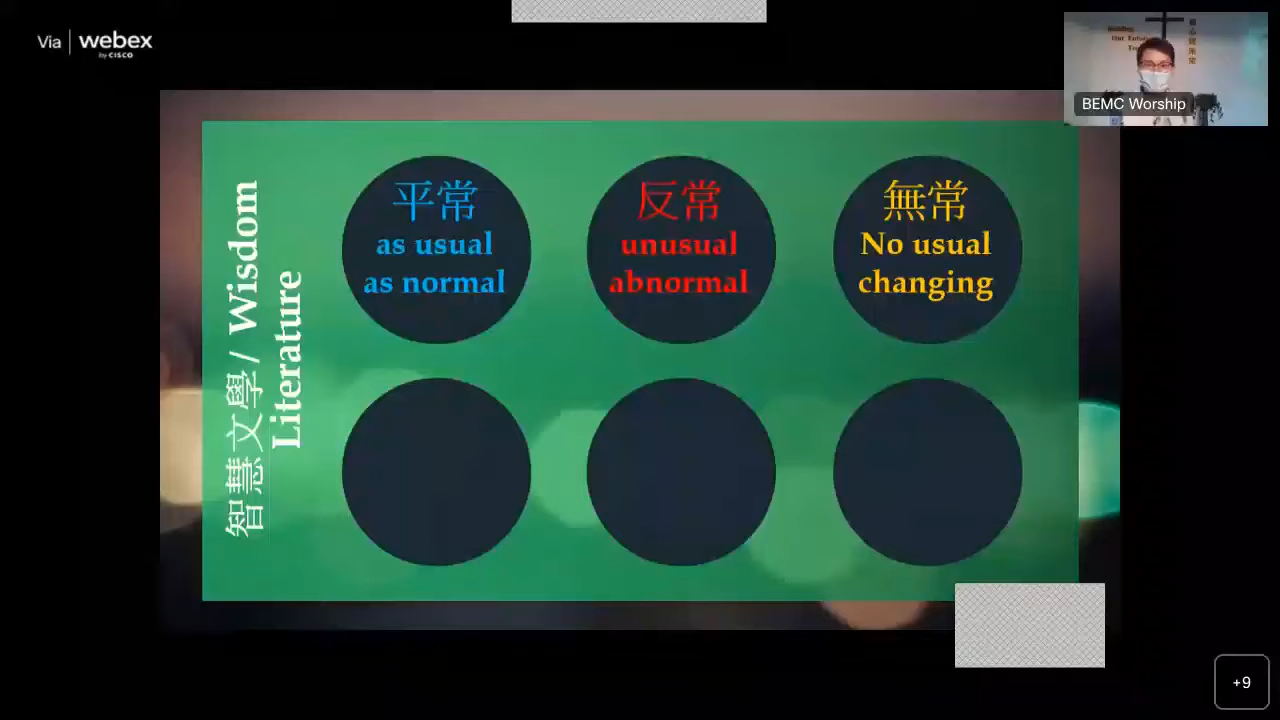 Via webex
by CISCO
BEMC Worship
智慧文學/ Wisdom
Literature
平常
as usual
as normal
反常
unusual
abnormal
無常
No usual
changing
+9